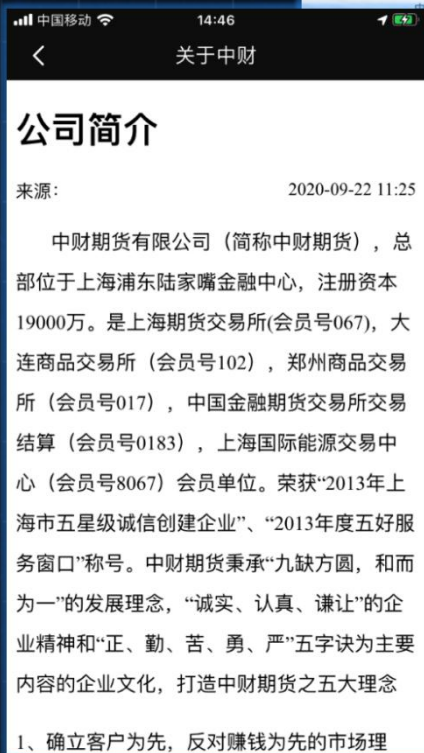 中国移动 14:46
关于中财
公司简介
来源： 2020-09-22 11:25
中财期货有限公司（简称中财期货），总
部位于上海浦东陆家嘴金融中心，注册资本
19000万。是上海期货交易所(会员号067)，大
连商品交易所（会员号102），郑州商品交易
所（会员号017），中国金融期货交易所交易
结算（会员号0183），上海国际能源交易中
心（会员号8067）会员单位。荣获“2013年上
海市五星级诚信创建企业”、“2013年度五好服
务窗口”称号。中财期货秉承“九缺方圆，和而
为一”的发展理念，“诚实、认真、谦让”的企
业精神和“正、勤、苦、勇、严”五字诀为主要
内容的企业文化，打造中财期货之五大理念
1、确立客户为先，反对赚钱为先的市场理